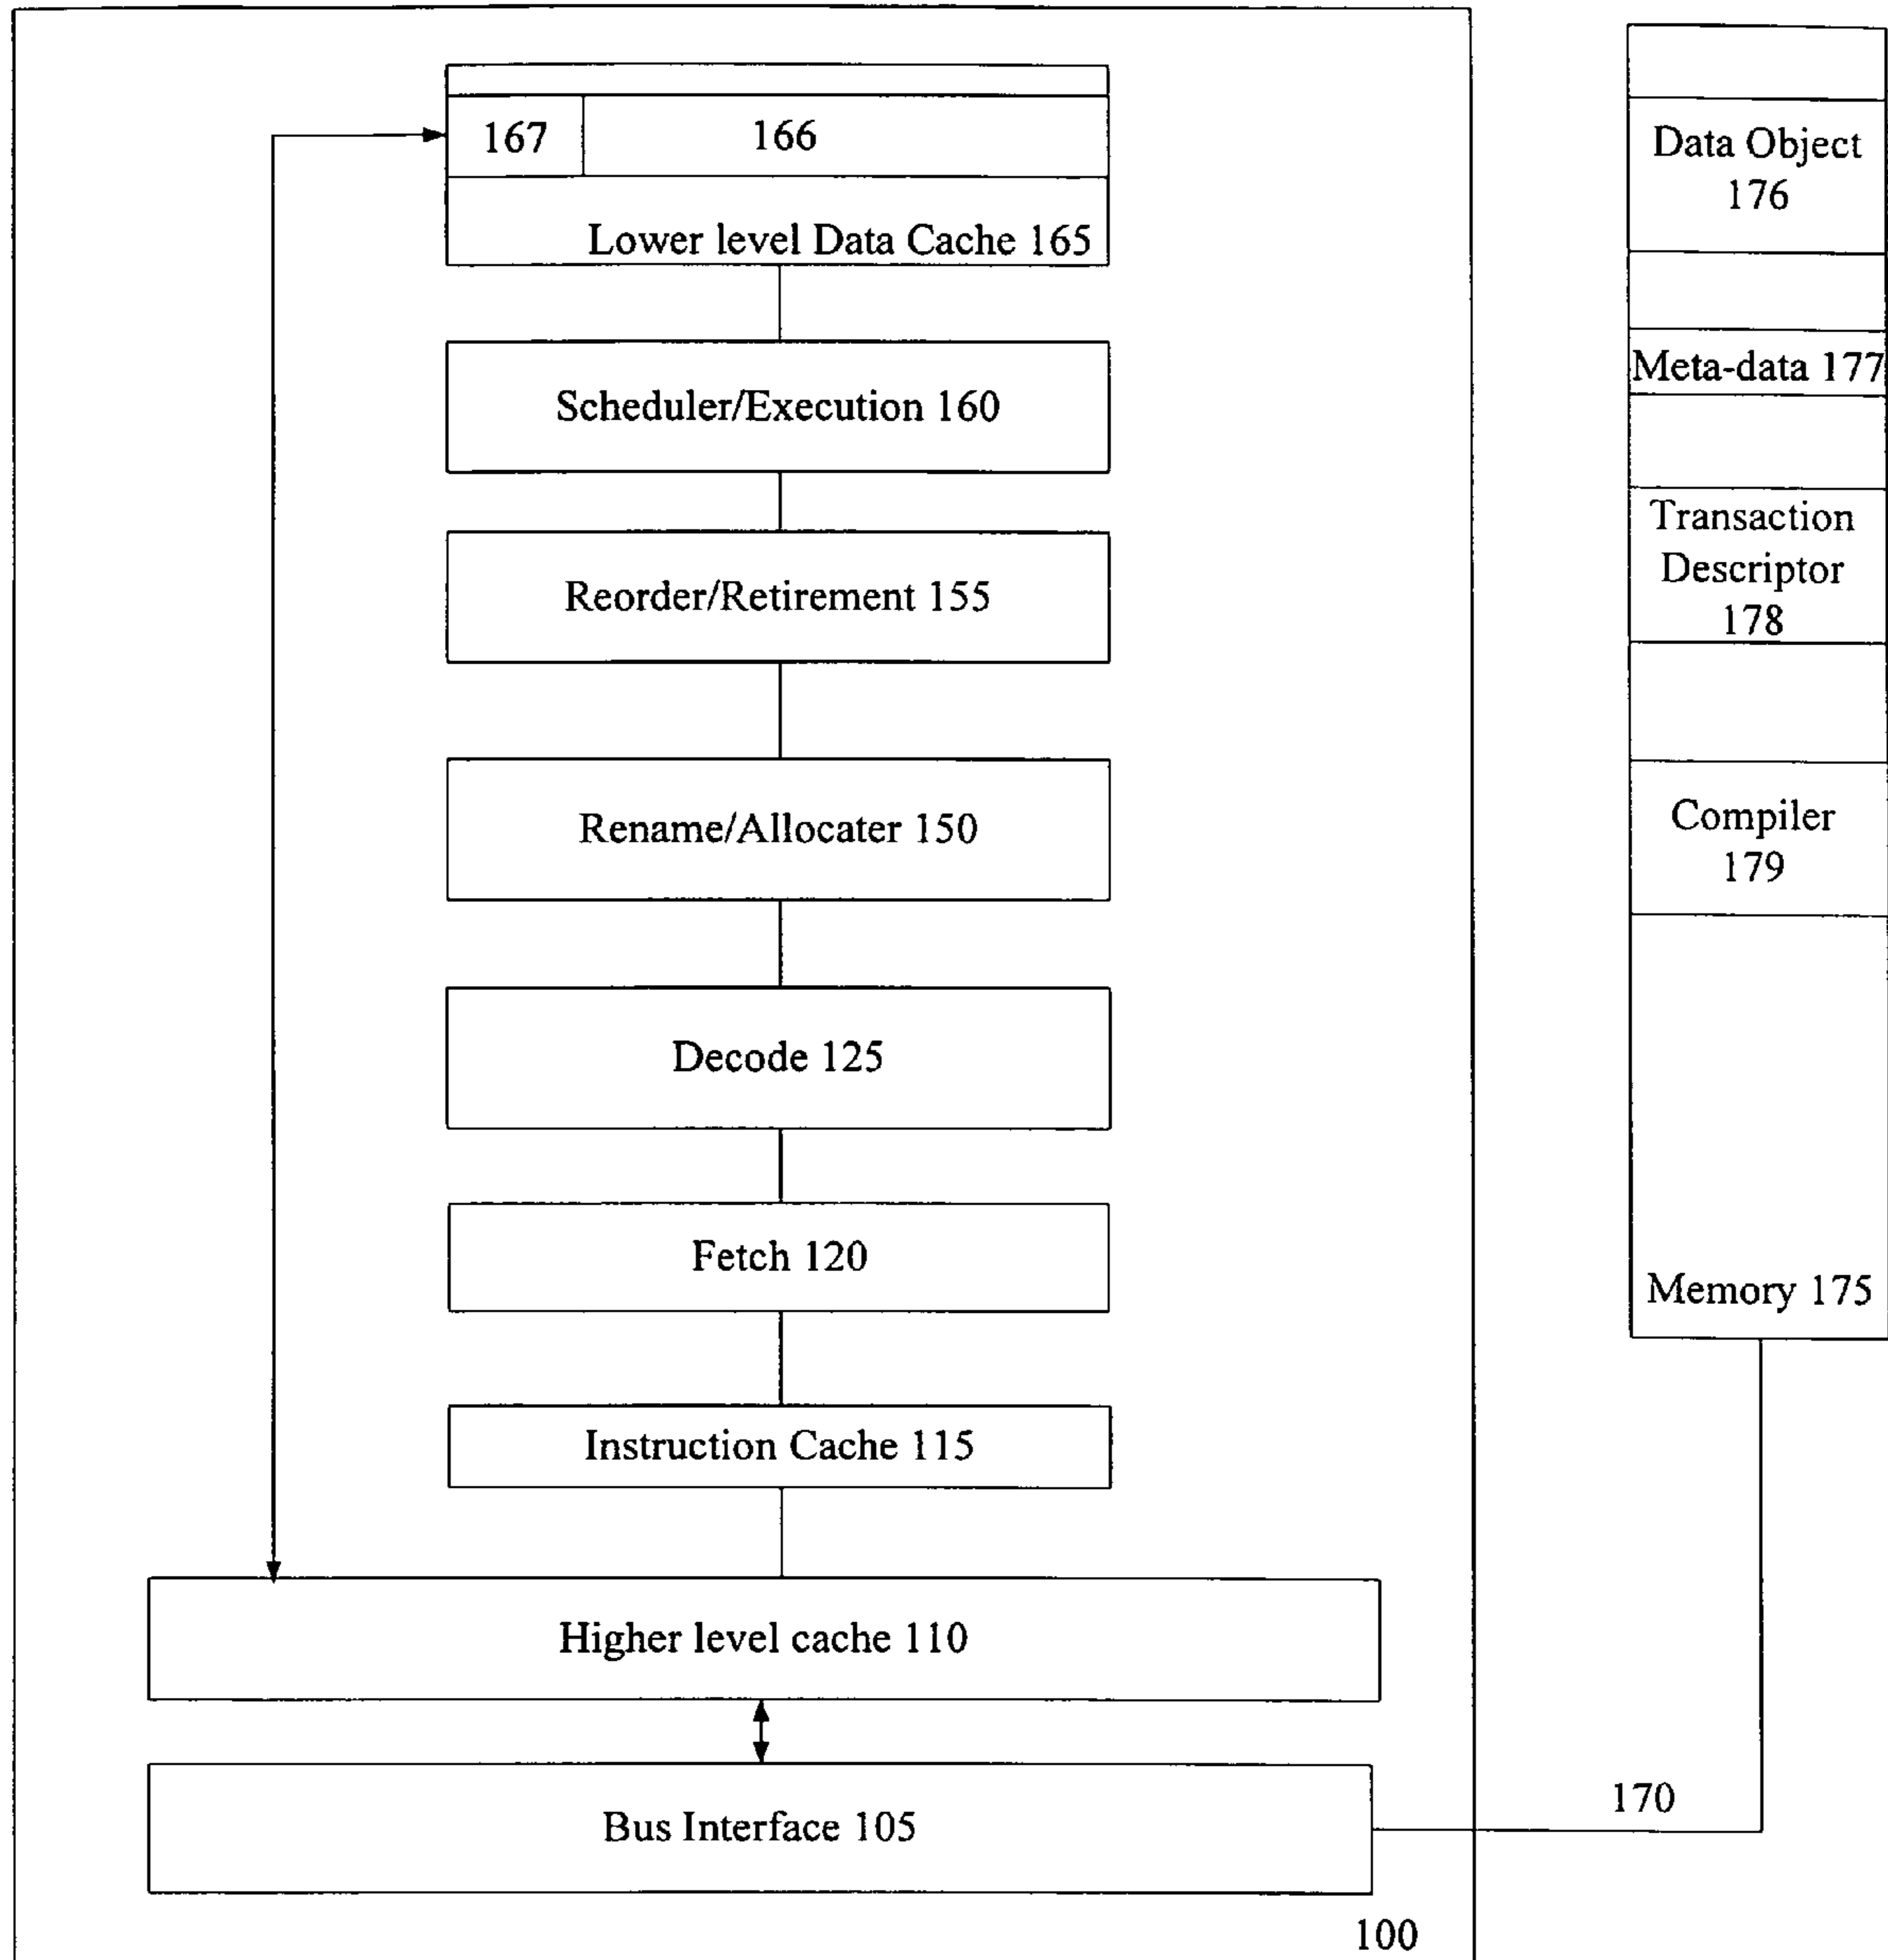 167
166
Lower level Data Cache 165
Scheduler/Execution 160
Reorder/Retirement 155
Rename/Allocater 150
Decode 125
Fetch 120
Instruction Cache 115
Higher level cache 110
Bus Interface 105
100
170
Data Object
176
Meta-data 177
Transaction
Descriptor
178
Compiler
179
Memory 175